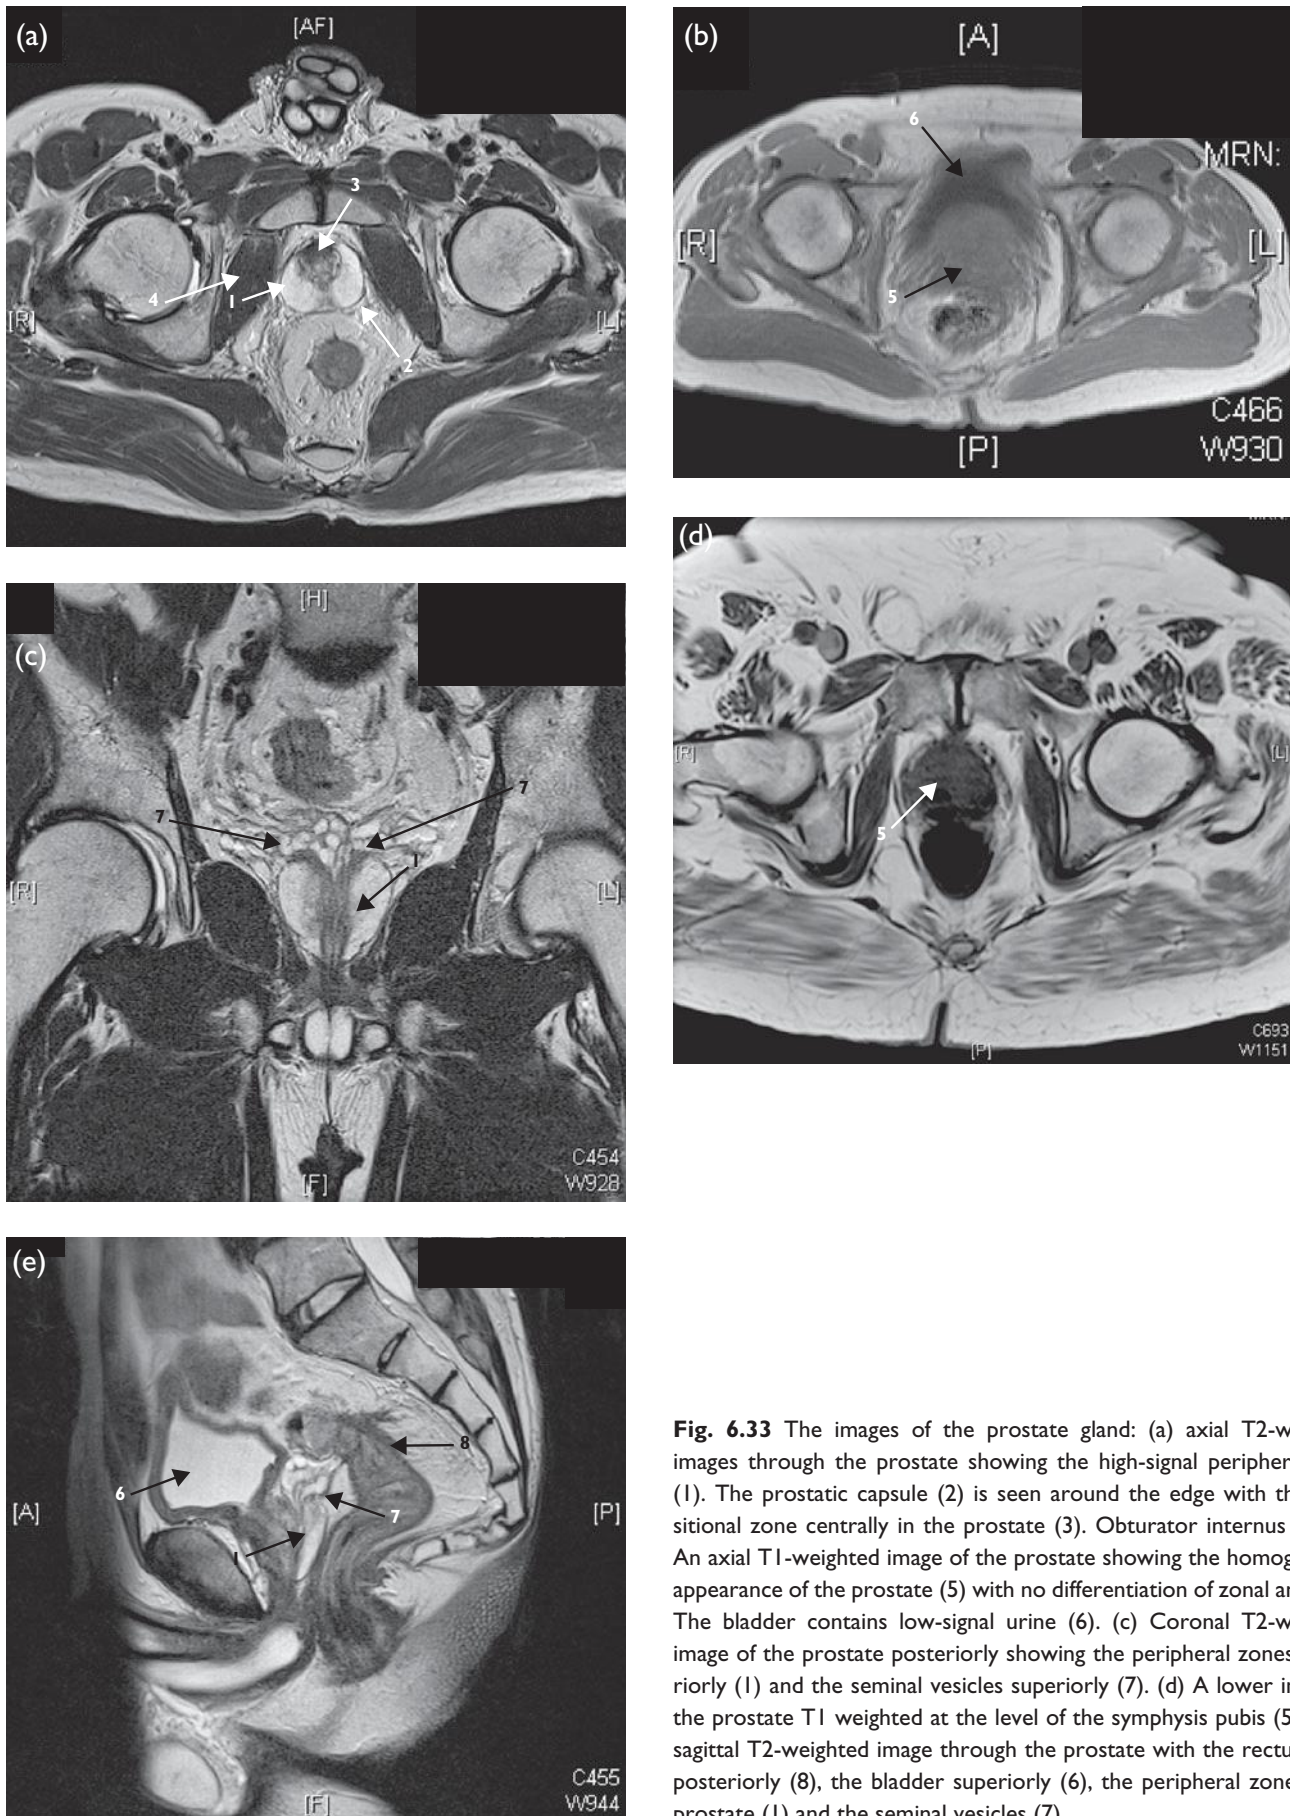 (a)
[AF]
3
4
1
2
[R]
[L]
(b)
[A]
6
MRN:
[R]
[L]
5
C466
W930
[P]
(c)
[H]
7
7
1
[R]
[L]
C454
W928
[F]
(d)
[R]
[L]
5
C693
W1151
[P]
(e)
8
6
7
[A]
[P]
1
C455
W944
[F]
Fig. 6.33 The images of the prostate gland: (a) axial T2-w
images through the prostate showing the high-signal peripher
(1). The prostatic capsule (2) is seen around the edge with th
sitional zone centrally in the prostate (3). Obturator internus
An axial T1-weighted image of the prostate showing the homog
appearance of the prostate (5) with no differentiation of zonal a
The bladder contains low-signal urine (6). (c) Coronal T2-w
image of the prostate posteriorly showing the peripheral zones
riorly (1) and the seminal vesicles superiorly (7). (d) A lower i
the prostate T1 weighted at the level of the symphysis pubis (5
sagittal T2-weighted image through the prostate with the rectu
posteriorly (8), the bladder superiorly (6), the peripheral zone
prostate (1) and the seminal vesicles (7)